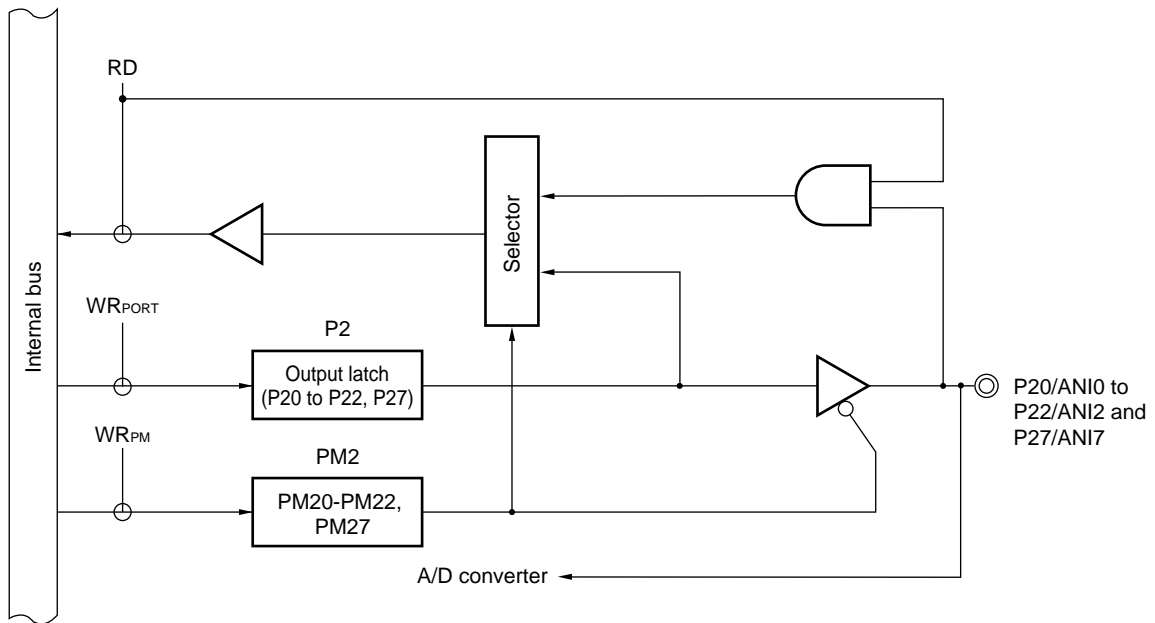 RD
Selector
Internal bus
WRPORT
P2
Output latch
(P20 to P22, P27)
P20/ANI0 to
P22/ANI2 and
P27/ANI7
WRPM
PM2
PM20-PM22,
PM27
A/D converter